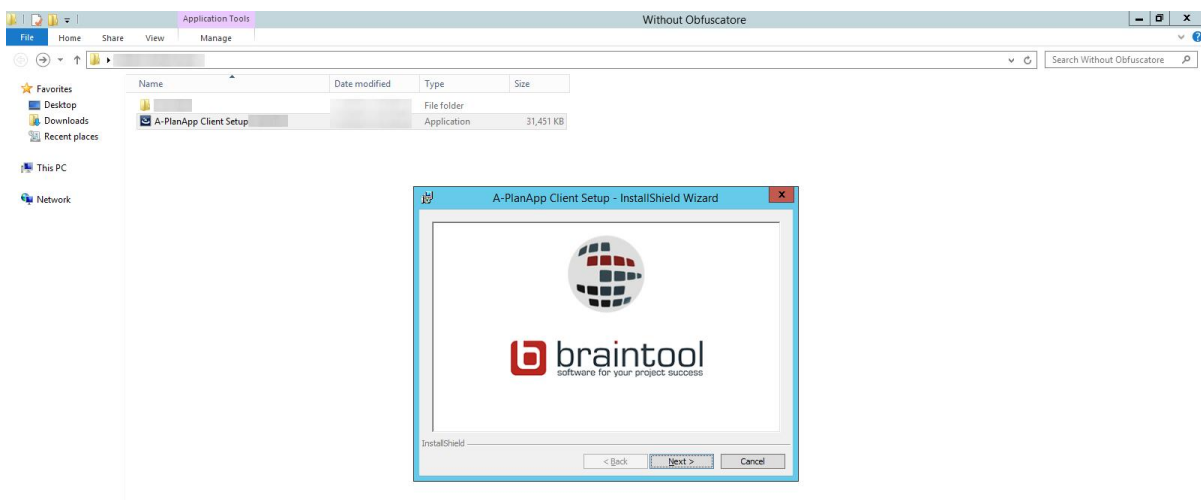 Application Tools
Without Obfuscatore
File Home Share View Manage
Search Without Obfuscatore
Name Date modified Type Size
Favorites
Desktop
Downloads
Recent places
This PC
Network
File folder
A-PlanApp Client Setup Application 31,451 KB
A-PlanApp Client Setup - InstallShield Wizard
b braintool
software for your project success
InstallShield
< Back Next > Cancel